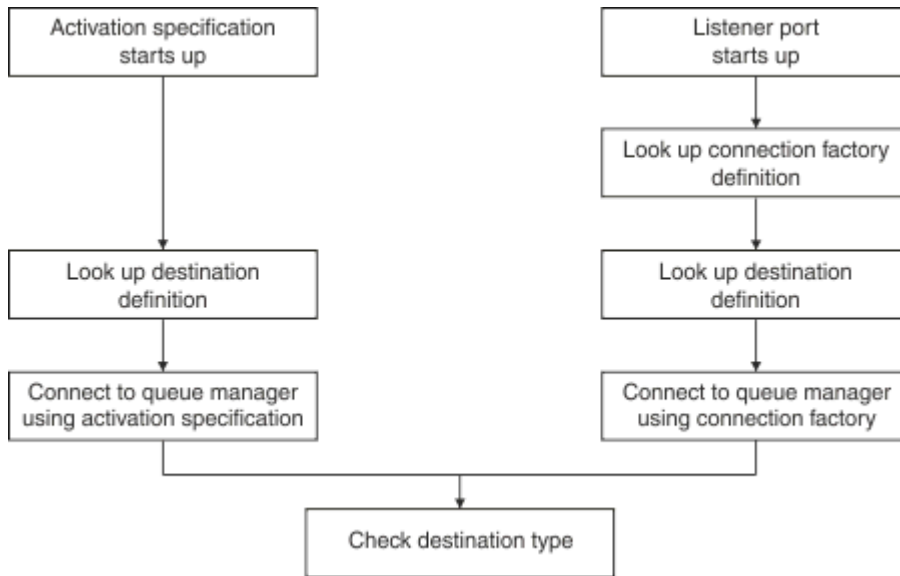 Activation specification
starts up
Listener port
starts up
Look up connection factory
definition
Look up destination
definition
Look up destination
definition
Connect to queue manager
using activation specification
Connect to queue manager
using connection factory
Check destination type